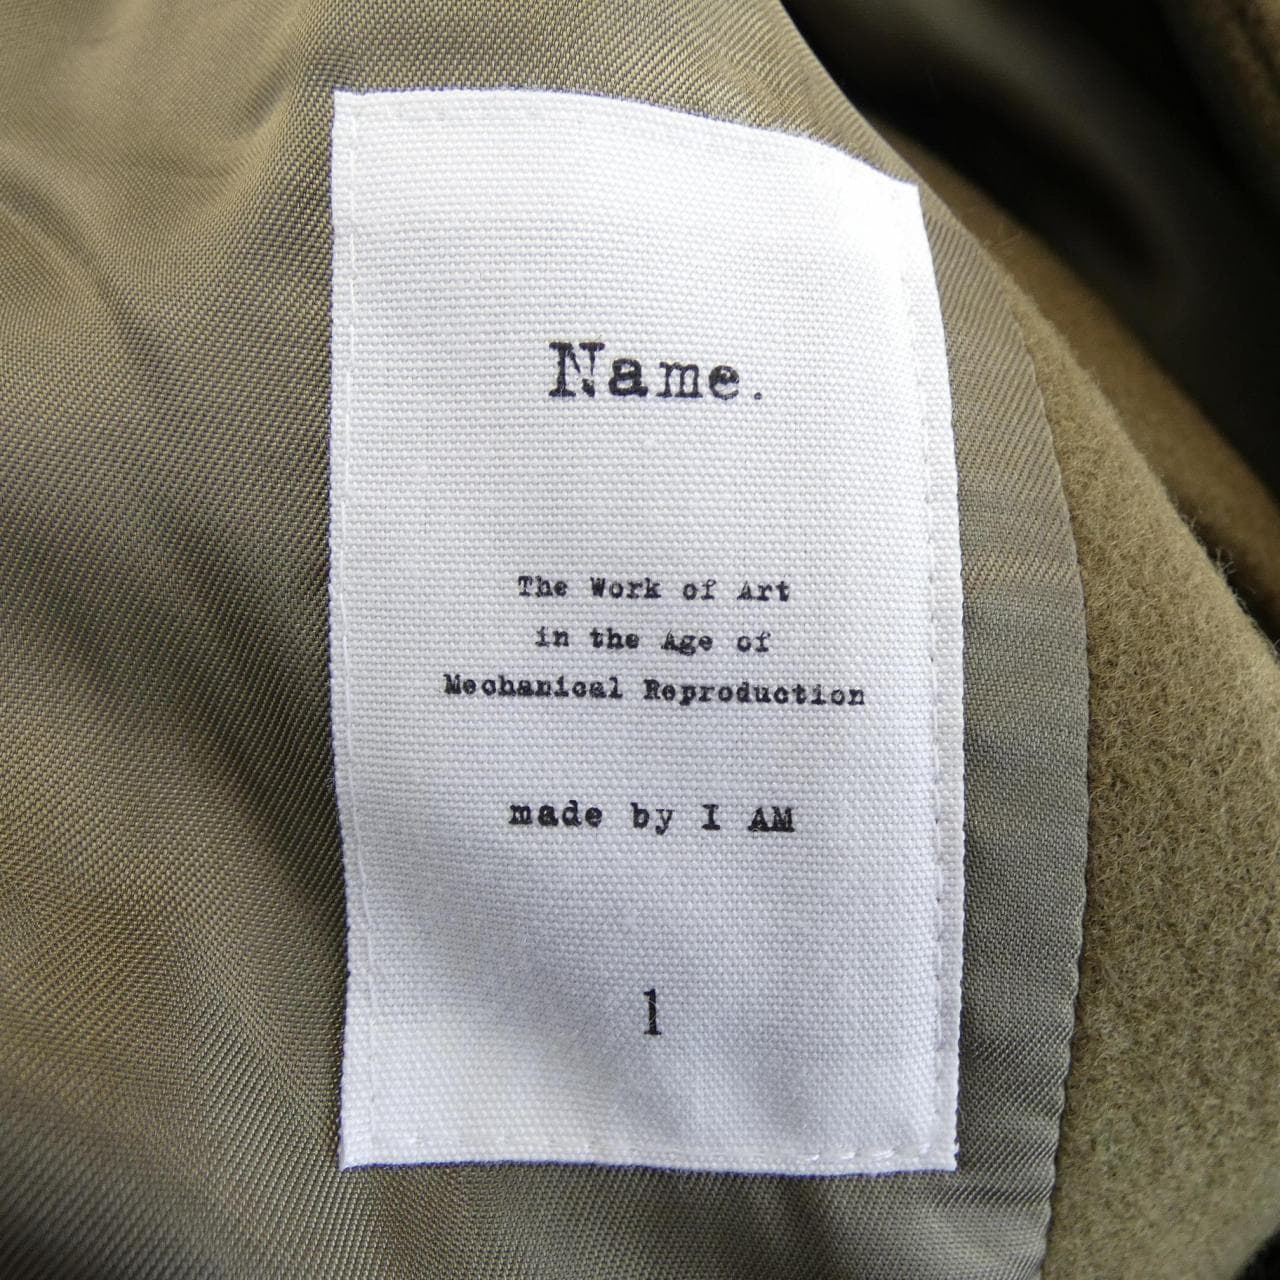 Name.
The Work of Art
in the Age of
Mechanical Reproduction
made by I AM
1